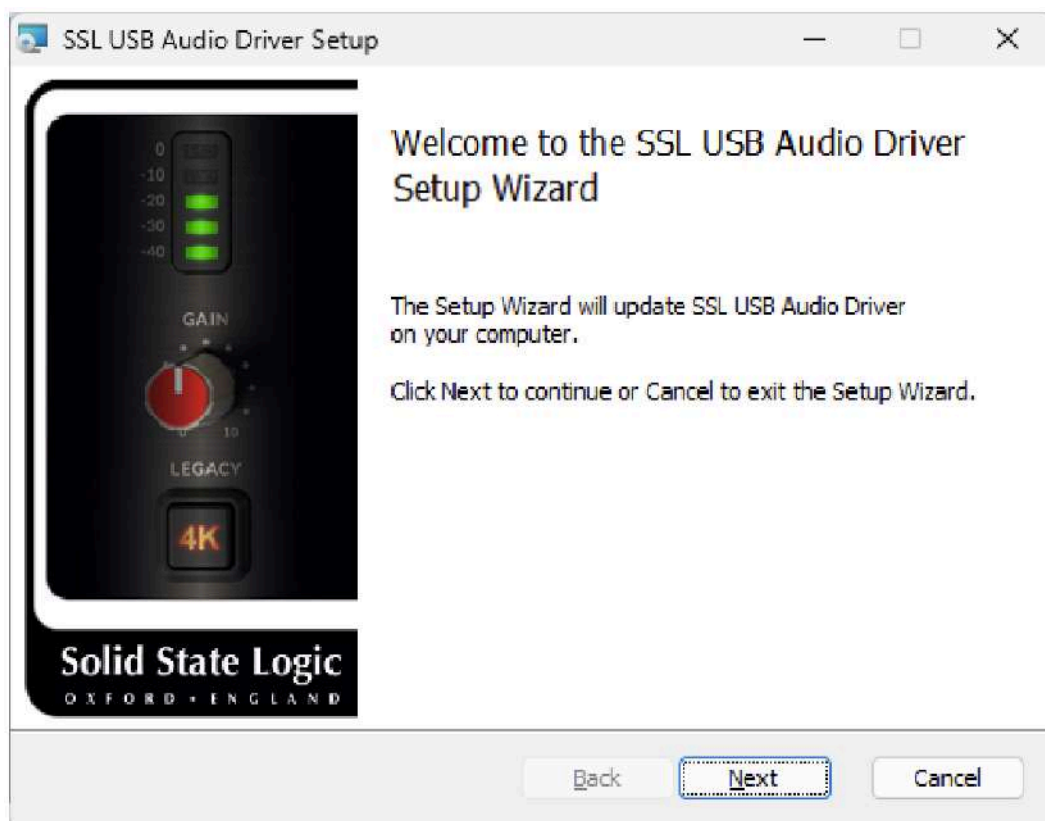 SSL USB Audio Driver Setup
0
-10
-20
-30
-40
GAIN
0 10
LEGACY
4K
Solid State Logic
OXFORD • ENGLAND
Welcome to the SSL USB Audio Driver
Setup Wizard
The Setup Wizard will update SSL USB Audio Driver
on your computer.
Click Next to continue or Cancel to exit the Setup Wizard.
Back Next Cancel